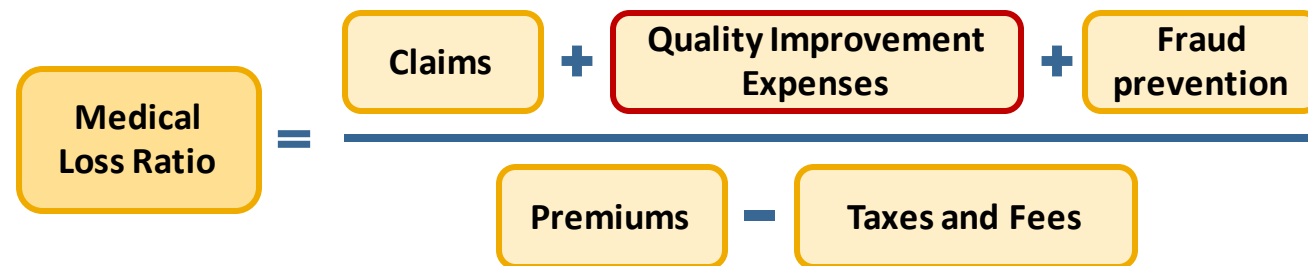 Medical
Loss Ratio
=
Claims
+
Quality Improvement
Expenses
+
Fraud
prevention
Premiums
–
Taxes and Fees